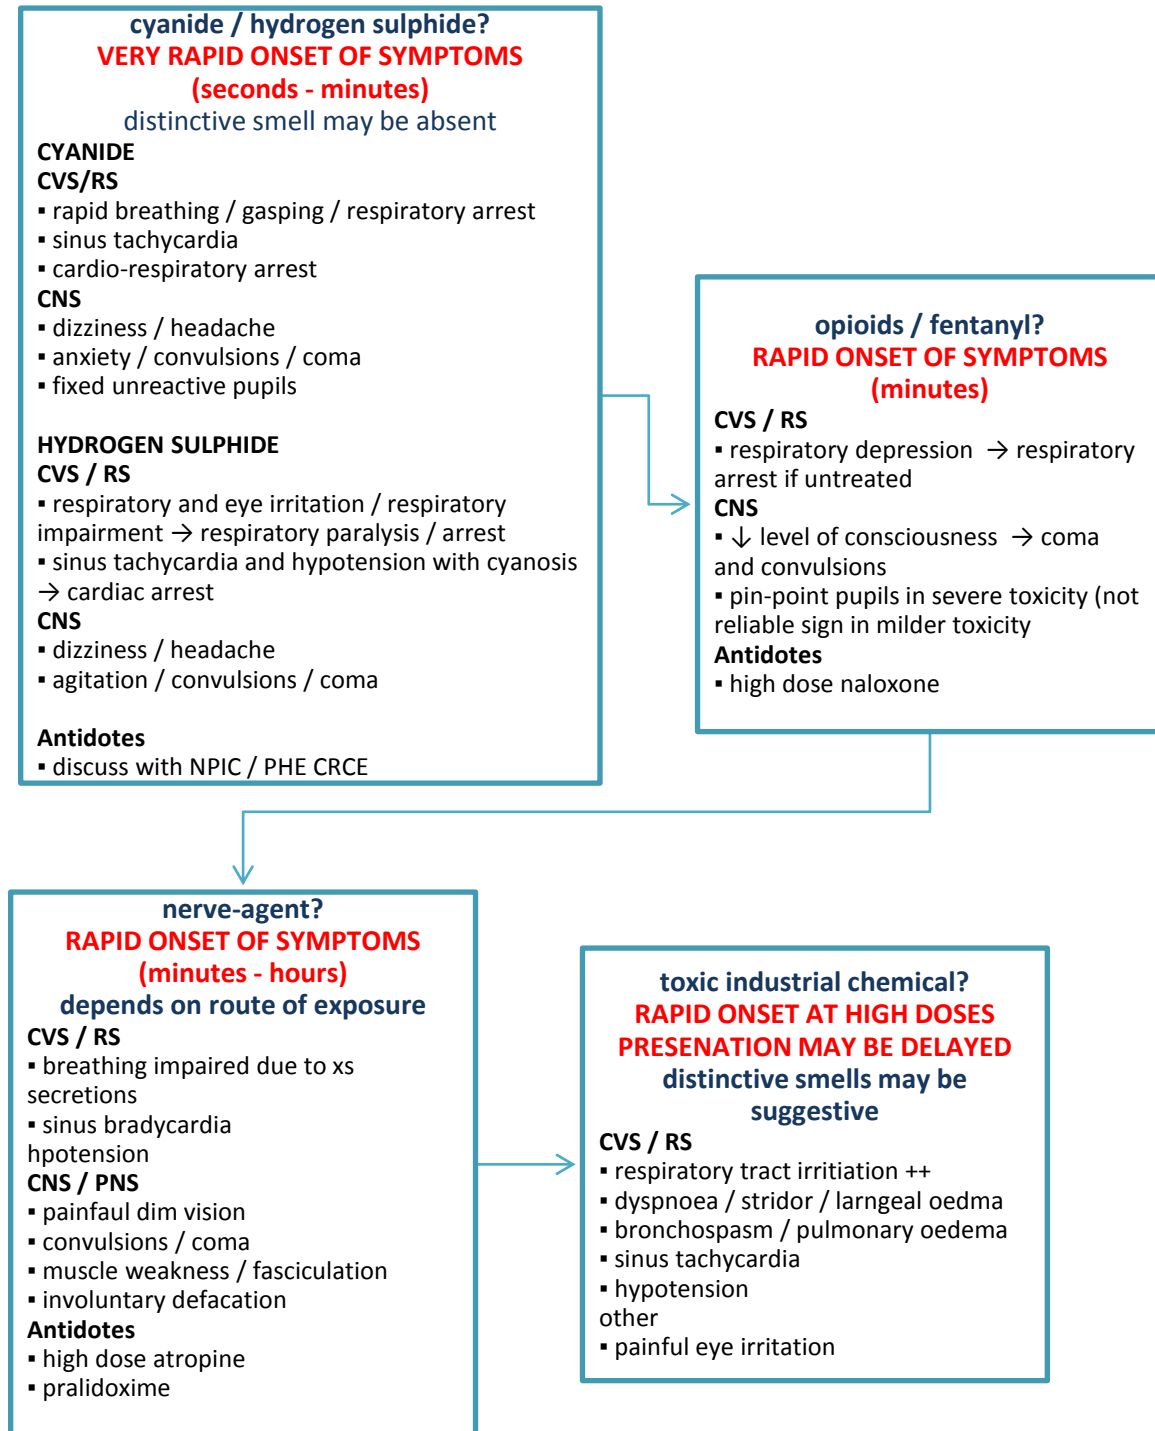 cyanide / hydrogen sulphide?
VERY RAPID ONSET OF SYMPTOMS
(seconds - minutes)
distinctive smell may be absent
CYANIDE
CVS/RS
▪ rapid breathing / gasping / respiratory arrest
▪ sinus tachycardia
▪ cardio-respiratory arrest
CNS
▪ dizziness / headache
▪ anxiety / convulsions / coma
▪ fixed unreactive pupils
HYDROGEN SULPHIDE
CVS / RS
▪ respiratory and eye irritation / respiratory
impairment → respiratory paralysis / arrest
▪ sinus tachycardia and hypotension with cyanosis
→ cardiac arrest
CNS
▪ dizziness / headache
▪ agitation / convulsions / coma
Antidotes
▪ discuss with NPIC / PHE CRCE
opioids / fentanyl?
RAPID ONSET OF SYMPTOMS
(minutes)
CVS / RS
▪ respiratory depression → respiratory
arrest if untreated
CNS
▪ ↓ level of consciousness → coma
and convulsions
▪ pin-point pupils in severe toxicity (not
reliable sign in milder toxicity
Antidotes
▪ high dose naloxone
nerve-agent?
RAPID ONSET OF SYMPTOMS
(minutes - hours)
depends on route of exposure
CVS / RS
▪ breathing impaired due to xs
secretions
▪ sinus bradycardia
hpotension
CNS / PNS
▪ painfaul dim vision
▪ convulsions / coma
▪ muscle weakness / fasciculation
▪ involuntary defacation
Antidotes
▪ high dose atropine
▪ pralidoxime
toxic industrial chemical?
RAPID ONSET AT HIGH DOSES
PRESENATION MAY BE DELAYED
distinctive smells may be
suggestive
CVS / RS
▪ respiratory tract irritiation ++
▪ dyspnoea / stridor / larngeal oedma
▪ bronchospasm / pulmonary oedema
▪ sinus tachycardia
▪ hypotension
other
▪ painful eye irritation